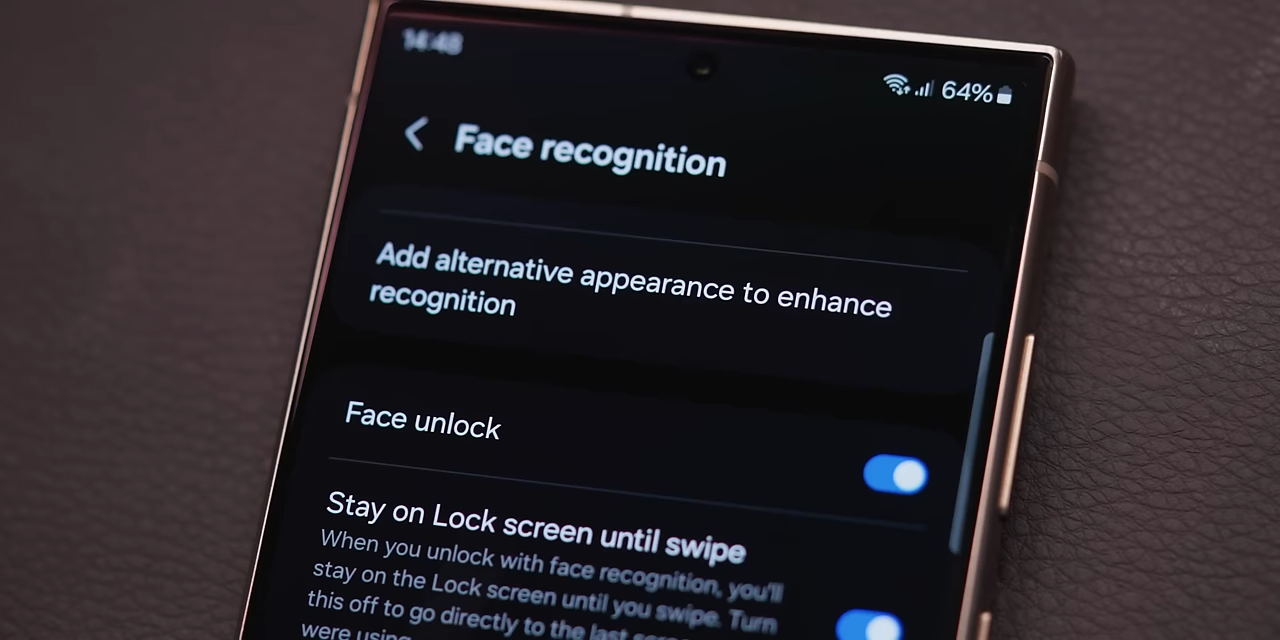 14:48
64%
Face recognition
Add alternative appearance to enhance
recognition
Face unlock
Stay on Lock screen until swipe
When you unlock with face recognition, you'll
stay on the Lock screen until you swipe. Turn
this off to go directly to the last screen
were using